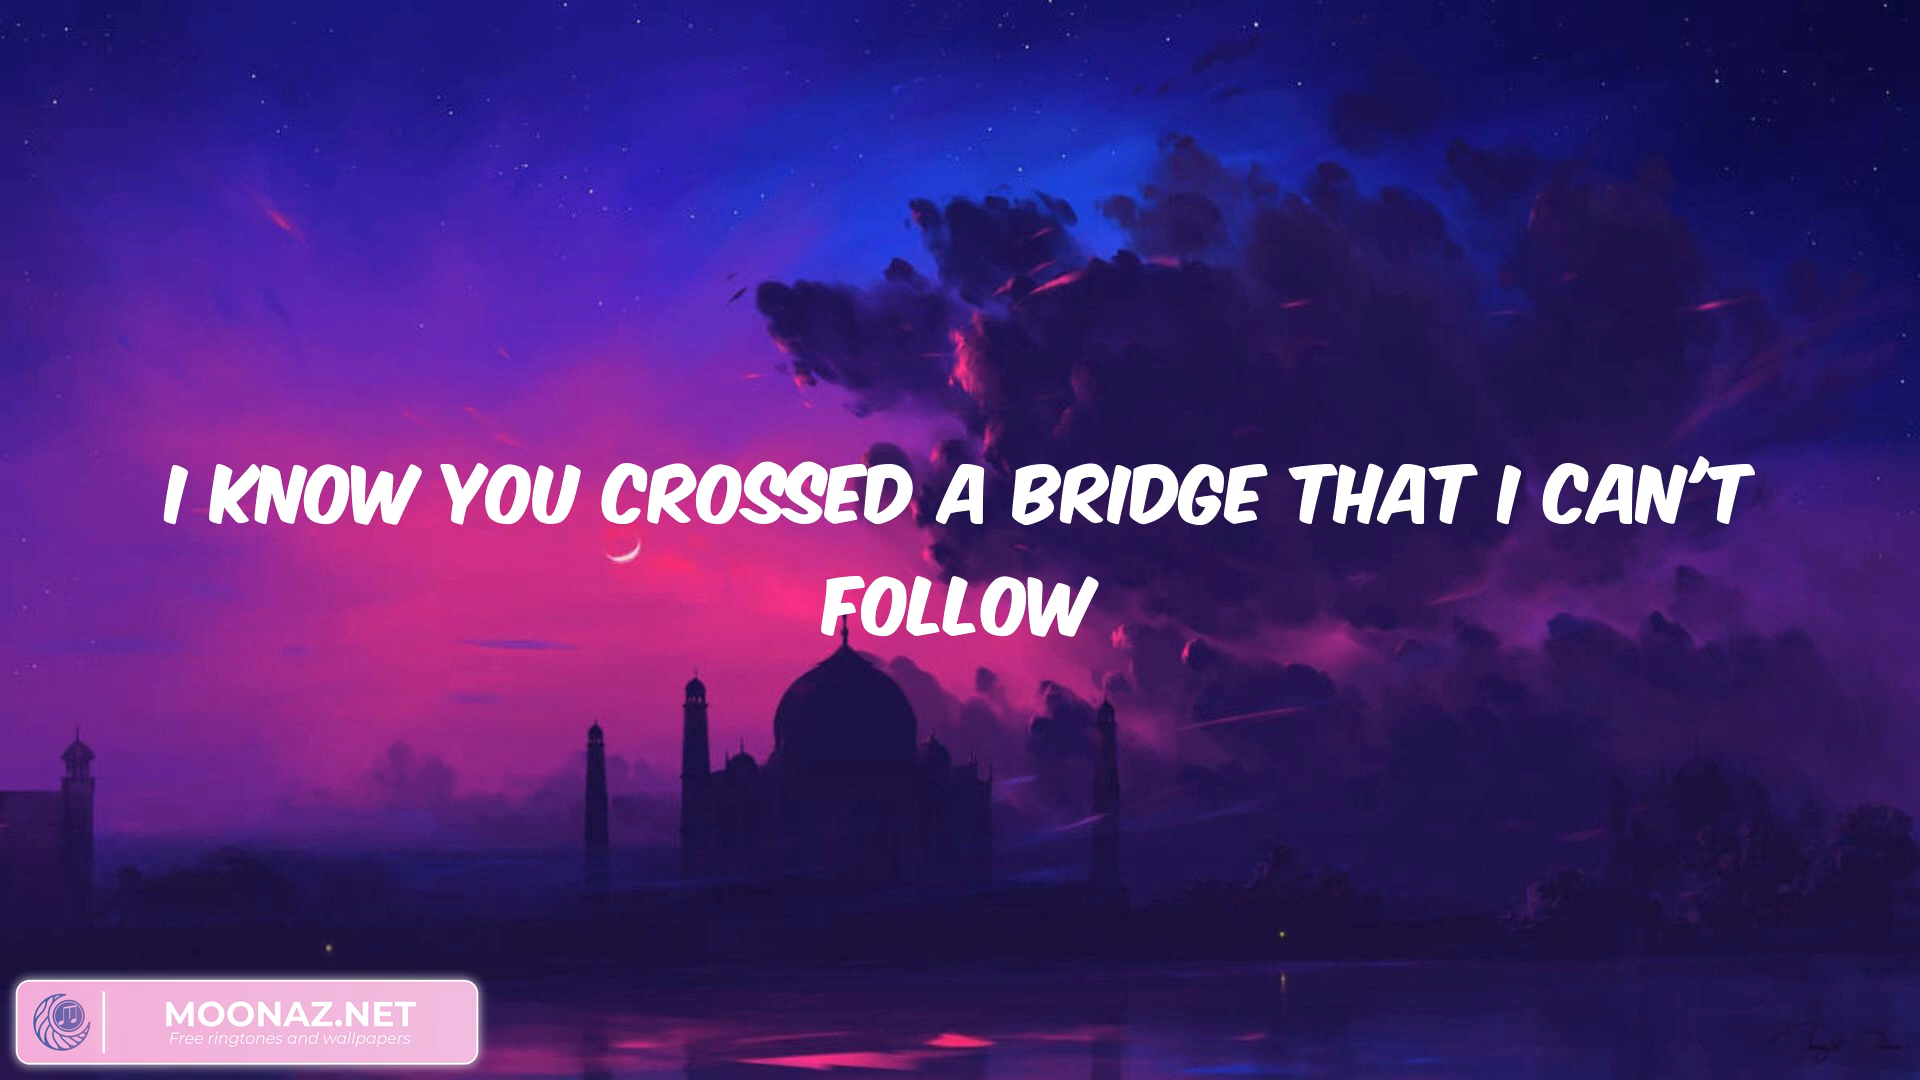 I KNOW YOU CROSSED A BRIDGE THAT I CAN'T
FOLLOW
MOONAZ.NET
Free ringtones and wallpapers